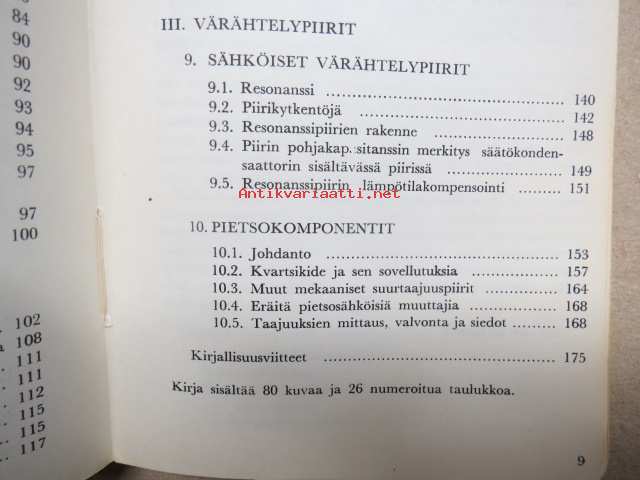 84
90
90
92
93
94
95
97
97
100
102
108
111
111
112
115
115
117
III. VÄRÄHTELYPIIRIT
9. SÄHKÖISET VÄRÄHTELYPIIRIT
9.1. Resonanssi 140
9.2. Piirikytkentöjä 142
9.3. Resonanssipiirien rakenne 148
9.4. Piirin pohjakapasitanssin merkitys säätökonden-
saattorin sisältävässä piirissä 149
9.5. Resonanssipiirin lämpötilakompensointi 151
Antikvariaatti.net
10. PIETSOKOMPONENTIT
10.1. Johdanto 153
10.2. Kvartsikide ja sen sovellutuksia 157
10.3. Muut mekaaniset suurtaajuuspiirit 164
10.4. Eräitä pietsosähköisiä muuttajia 168
10.5. Taajuuksien mittaus, valvonta ja siedot 168
Kirjallisuusviitteet 175
Kirja sisältää 80 kuvaa ja 26 numeroitua taulukkoa.
9